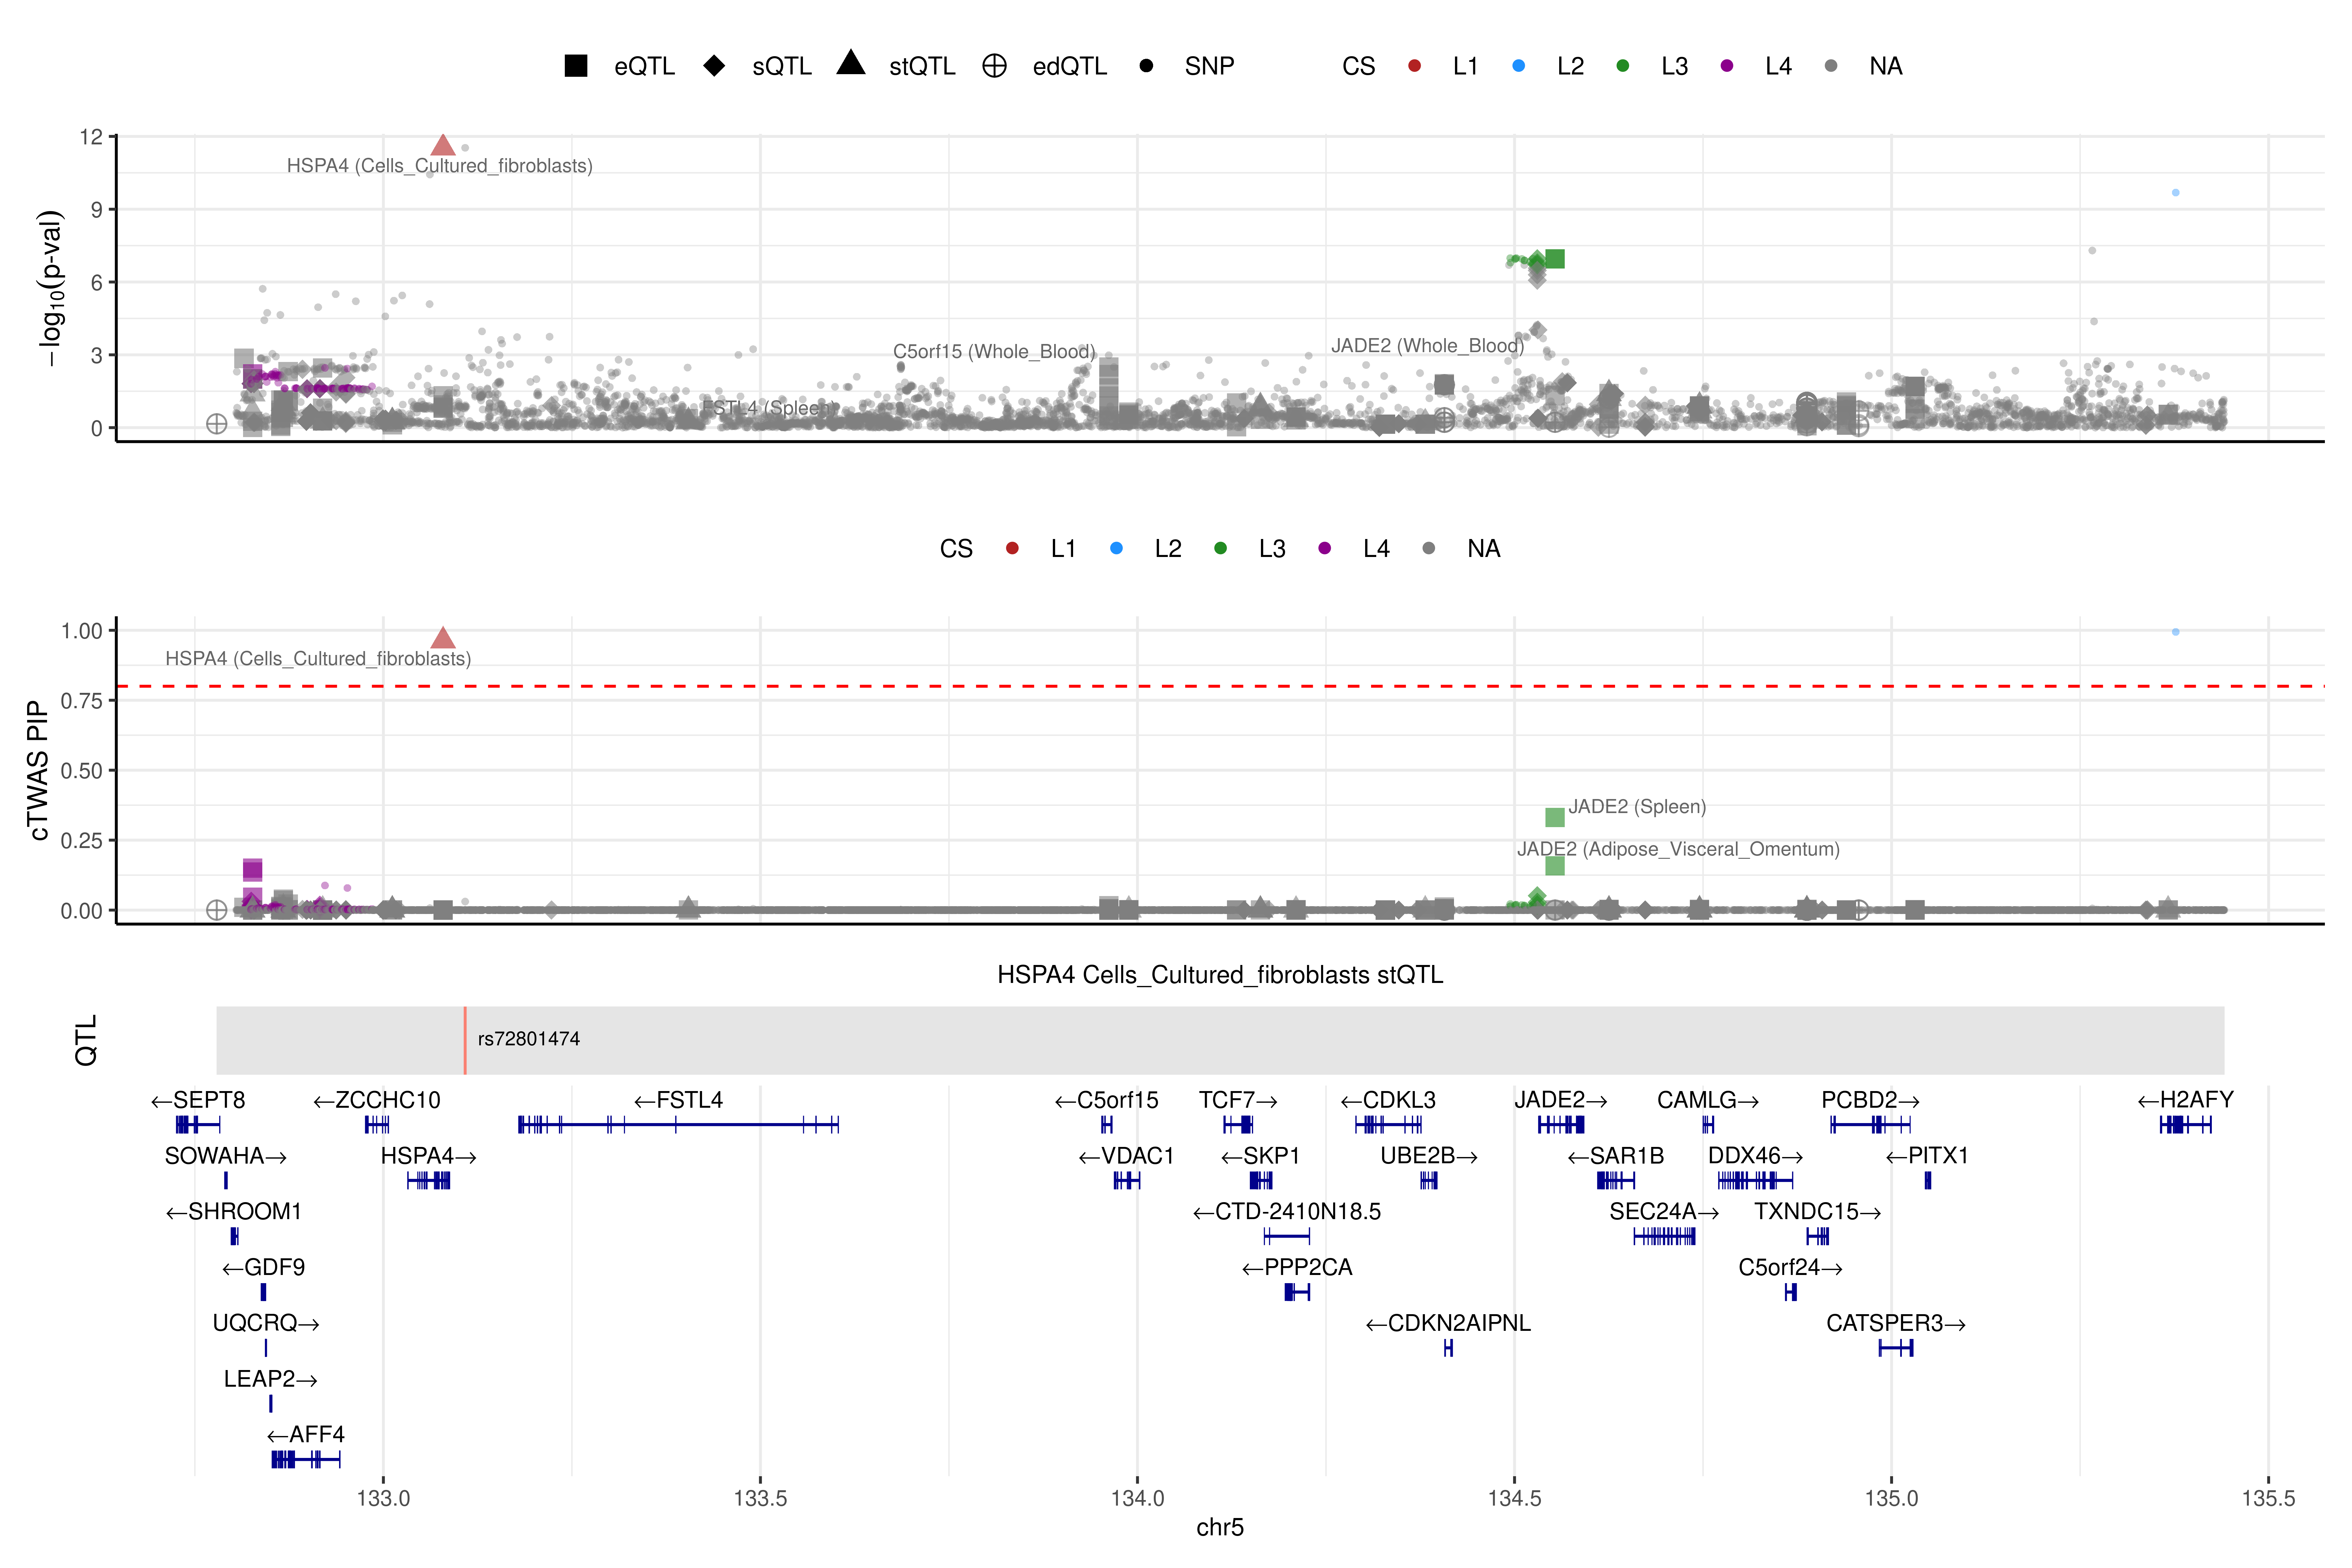 eQTL sQTL stQTL edQTL SNP CS L1 L2 L3 L4 NA
−log10(p-val)
12
9
6
3
0
HSPA4 (Cells_Cultured_fibroblasts)
C5orf15 (Whole_Blood)
JADE2 (Whole_Blood)
FSTL4 (Spleen)
CS L1 L2 L3 L4 NA
cTWAS PIP
1.00
0.75
0.50
0.25
0.00
HSPA4 (Cells_Cultured_fibroblasts)
JADE2 (Spleen)
JADE2 (Adipose_Visceral_Omentum)
HSPA4 Cells_Cultured_fibroblasts stQTL
QTL
rs72801474
←SEPT8 ←ZCCHC10 ←FSTL4 ←C5orf15 TCF7→ ←CDKL3 JADE2→ CAMLG→ PCBD2→ ←H2AFY
SOWAHA→ HSPA4→ ←VDAC1 ←SKP1 UBE2B→ ←SAR1B DDX46→ ←PITX1
←SHROOM1 ←CTD-2410N18.5 SEC24A→ TXNDC15→
←GDF9 ←PPP2CA C5orf24→
UQCRQ→ ←CDKN2AIPNL CATSPER3→
LEAP2→
←AFF4
133.0 133.5 134.0 134.5 135.0 135.5
chr5